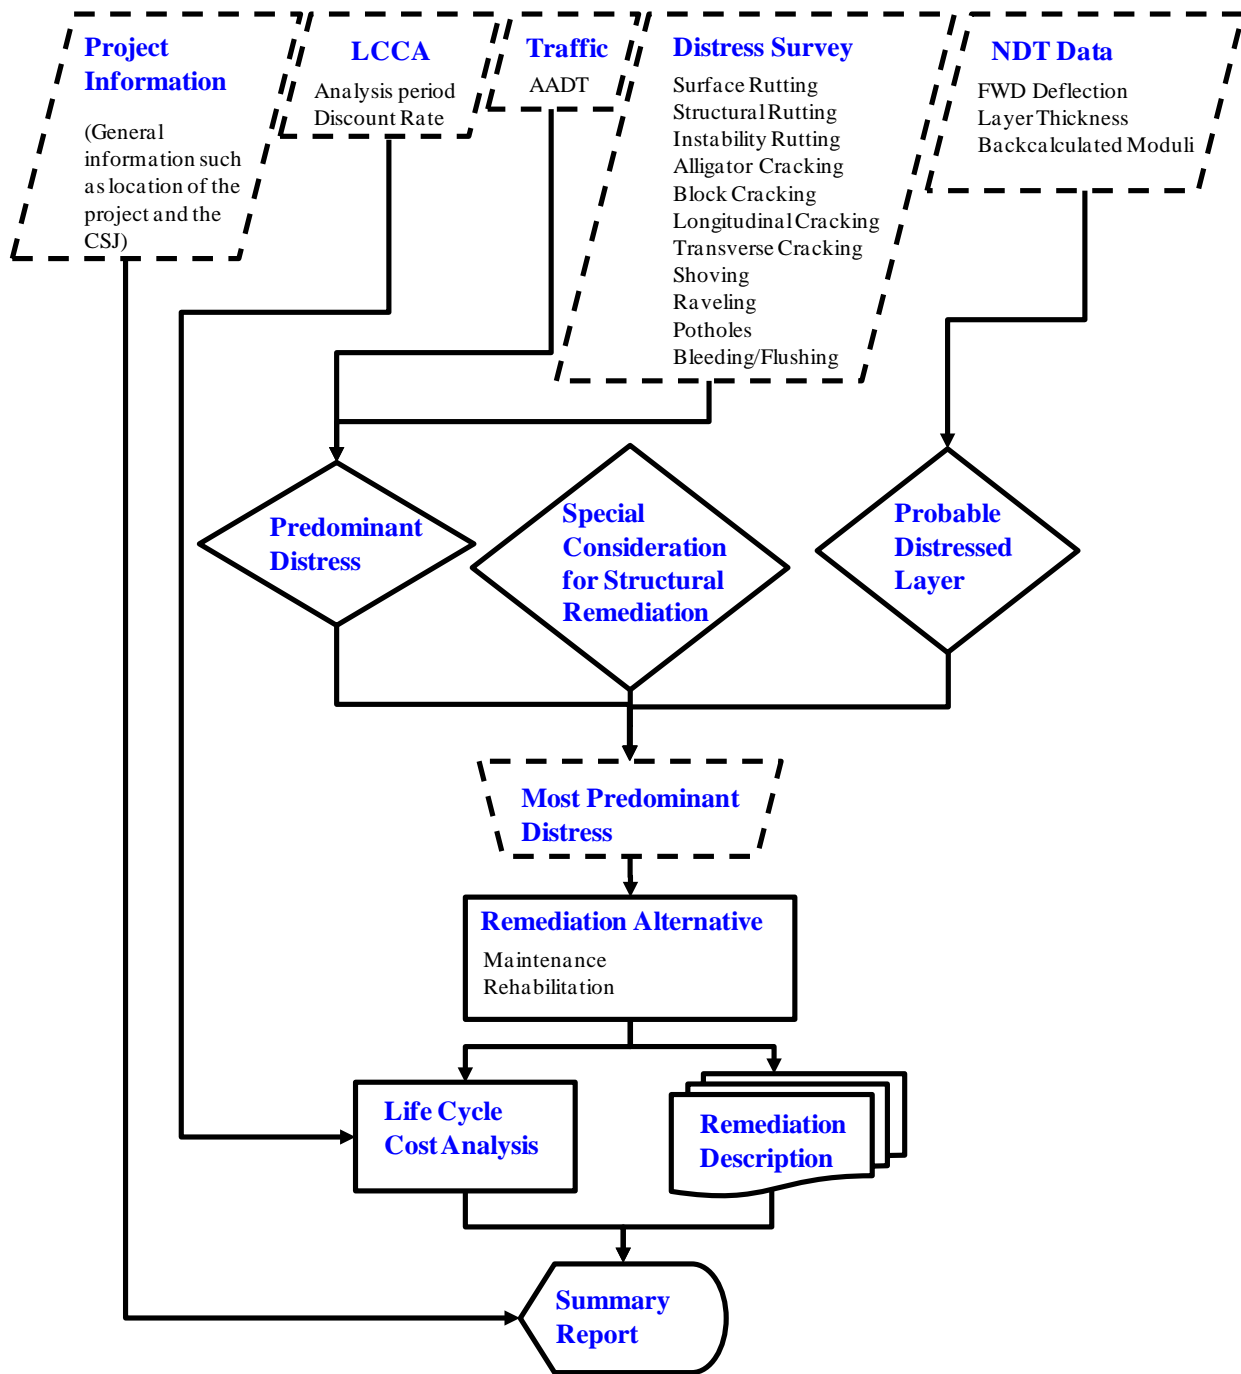 Project
Information
(General
information such
as location of the
project and the
CSJ)
LCCA
Analysis period
Discount Rate
Traffic
AADT
Distress Survey
Surface Rutting
Structural Rutting
Instability Rutting
Alligator Cracking
Block Cracking
Longitudinal Cracking
Transverse Cracking
Shoving
Raveling
Potholes
Bleeding/Flushing
NDT Data
FWD Deflection
Layer Thickness
Backcalculated Moduli
Predominant
Distress
Special
Consideration
for Structural
Remediation
Probable
Distressed
Layer
Most Predominant
Distress
Remediation Alternative
Maintenance
Rehabilitation
Life Cycle
Cost Analysis
Remediation
Description
Summary
Report